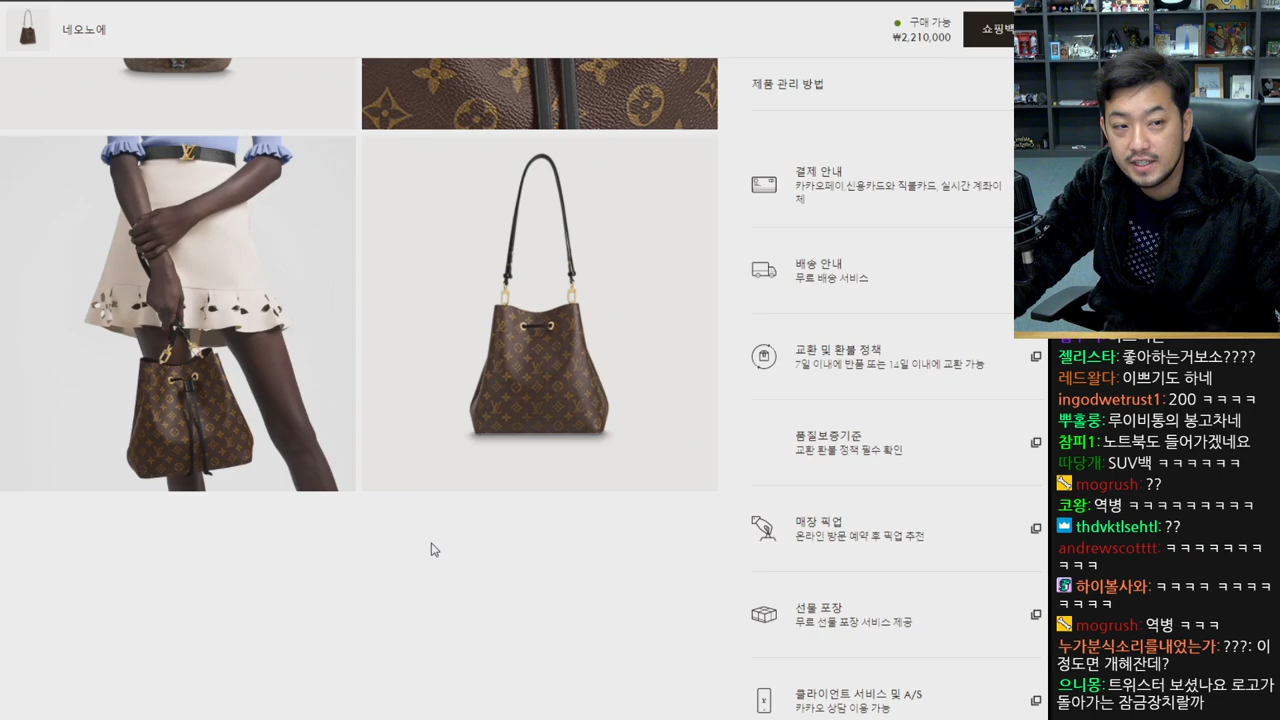 네오노에
구매 가능
₩2,210,000
쇼핑백
제품 관리 방법
결제 안내
카카오페이,신용카드와 직불카드, 실시간 계좌이
체
배송 안내
무료 배송 서비스
교환 및 환불 정책
7일 이내에 반품 또는 14일 이내에 교환 가능
품질보증기준
교환 환불 정책 필수 확인
매장 픽업
온라인 방문 예약 후 픽업 추천
선물 포장
무료 선물 포장 서비스 제공
클라이언트 서비스 및 A/S
카카오 상담 이용 가능
젤리스타: 좋아하는거보소????
레드왈다: 이쁘기도 하네
ingodwetrust1: 200 ㅋㅋㅋㅋ
뿌홀룽: 루이비통의 봉고차네
참피1: 노트북도 들어가겠네요
따당개: SUV백 ㅋㅋㅋㅋㅋㅋ
mogrush: ??
코왕: 역병 ㅋㅋㅋㅋㅋㅋㅋㅋㅋ
thdvktlsehtl: ??
andrewscotttt: ㅋㅋㅋㅋㅋㅋㅋ
ㅋㅋㅋ
하이볼사와: ㅋㅋㅋㅋ ㅋㅋㅋㅋ
ㅋㅋㅋㅋ
mogrush: 역병 ㅋㅋㅋ
누가분식소리를내었는가: ???: 이
정도면 개혜잔데?
으니몽: 트위스터 보셨나요 로고가
돌아가는 잠금장치랄까